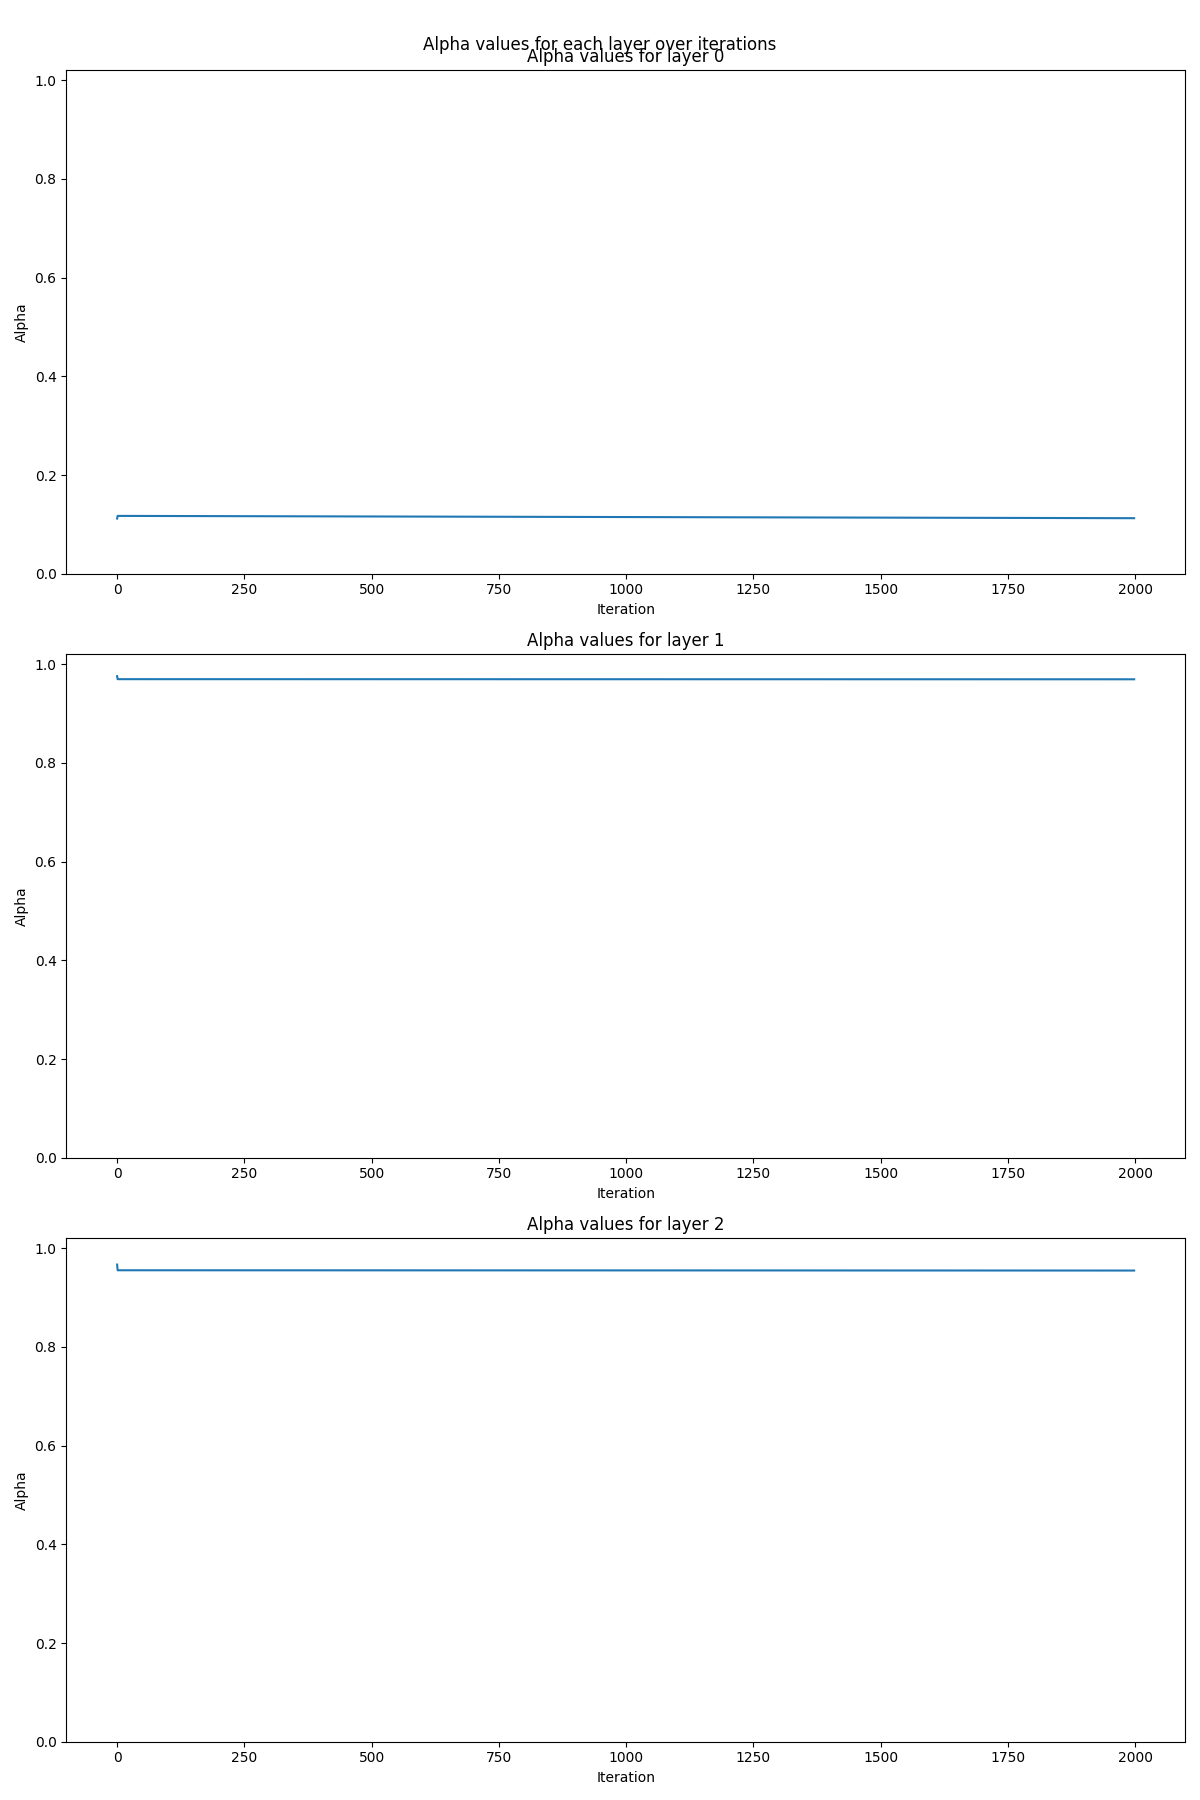 Alpha values for each layer over iterations
Alpha values for layer 0
1.0
0.8
0.6
0.4
0.2
0.0
Alpha
0 250 500 750 1000 1250 1500 1750 2000
Iteration
Alpha values for layer 1
1.0
0.8
0.6
0.4
0.2
0.0
Alpha
0 250 500 750 1000 1250 1500 1750 2000
Iteration
Alpha values for layer 2
1.0
0.8
0.6
0.4
0.2
0.0
Alpha
0 250 500 750 1000 1250 1500 1750 2000
Iteration